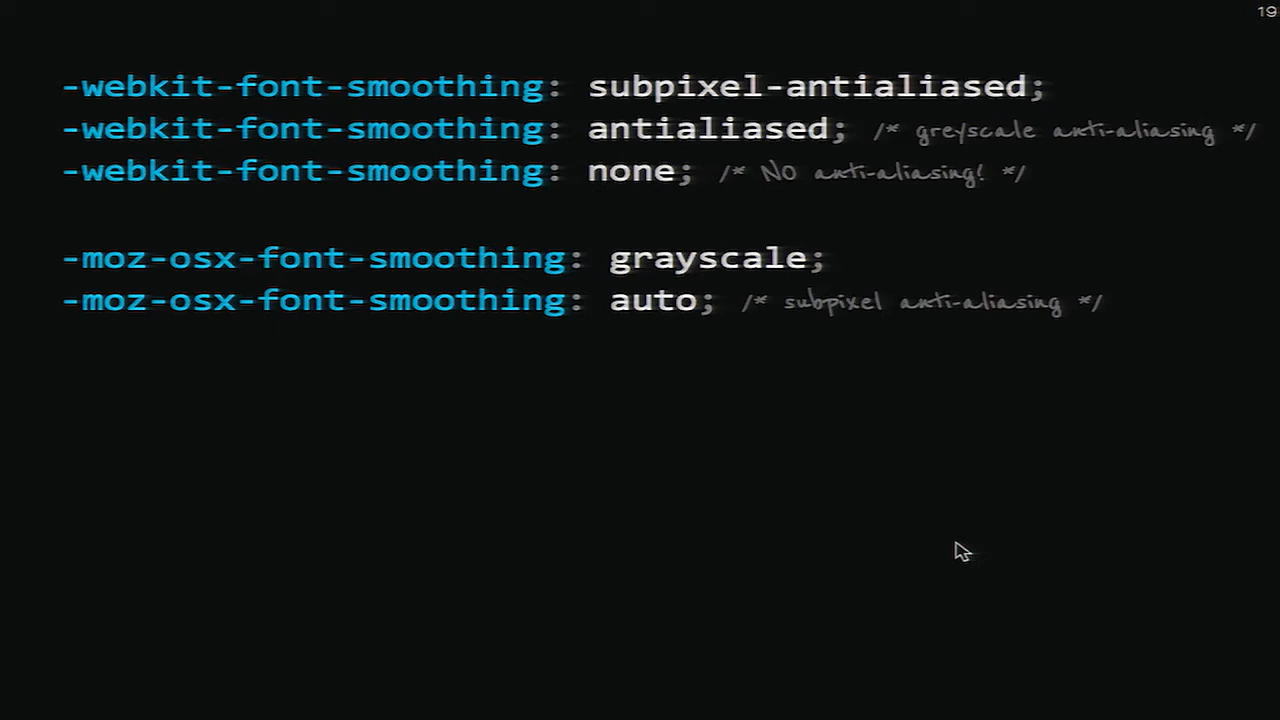 19
-webkit-font-smoothing: subpixel-antialiased;
-webkit-font-smoothing: antialiased; /* greyscale anti-aliasing */
-webkit-font-smoothing: none; /* No anti-aliasing! */
-moz-osx-font-smoothing: grayscale;
-moz-osx-font-smoothing: auto; /* subpixel anti-aliasing */